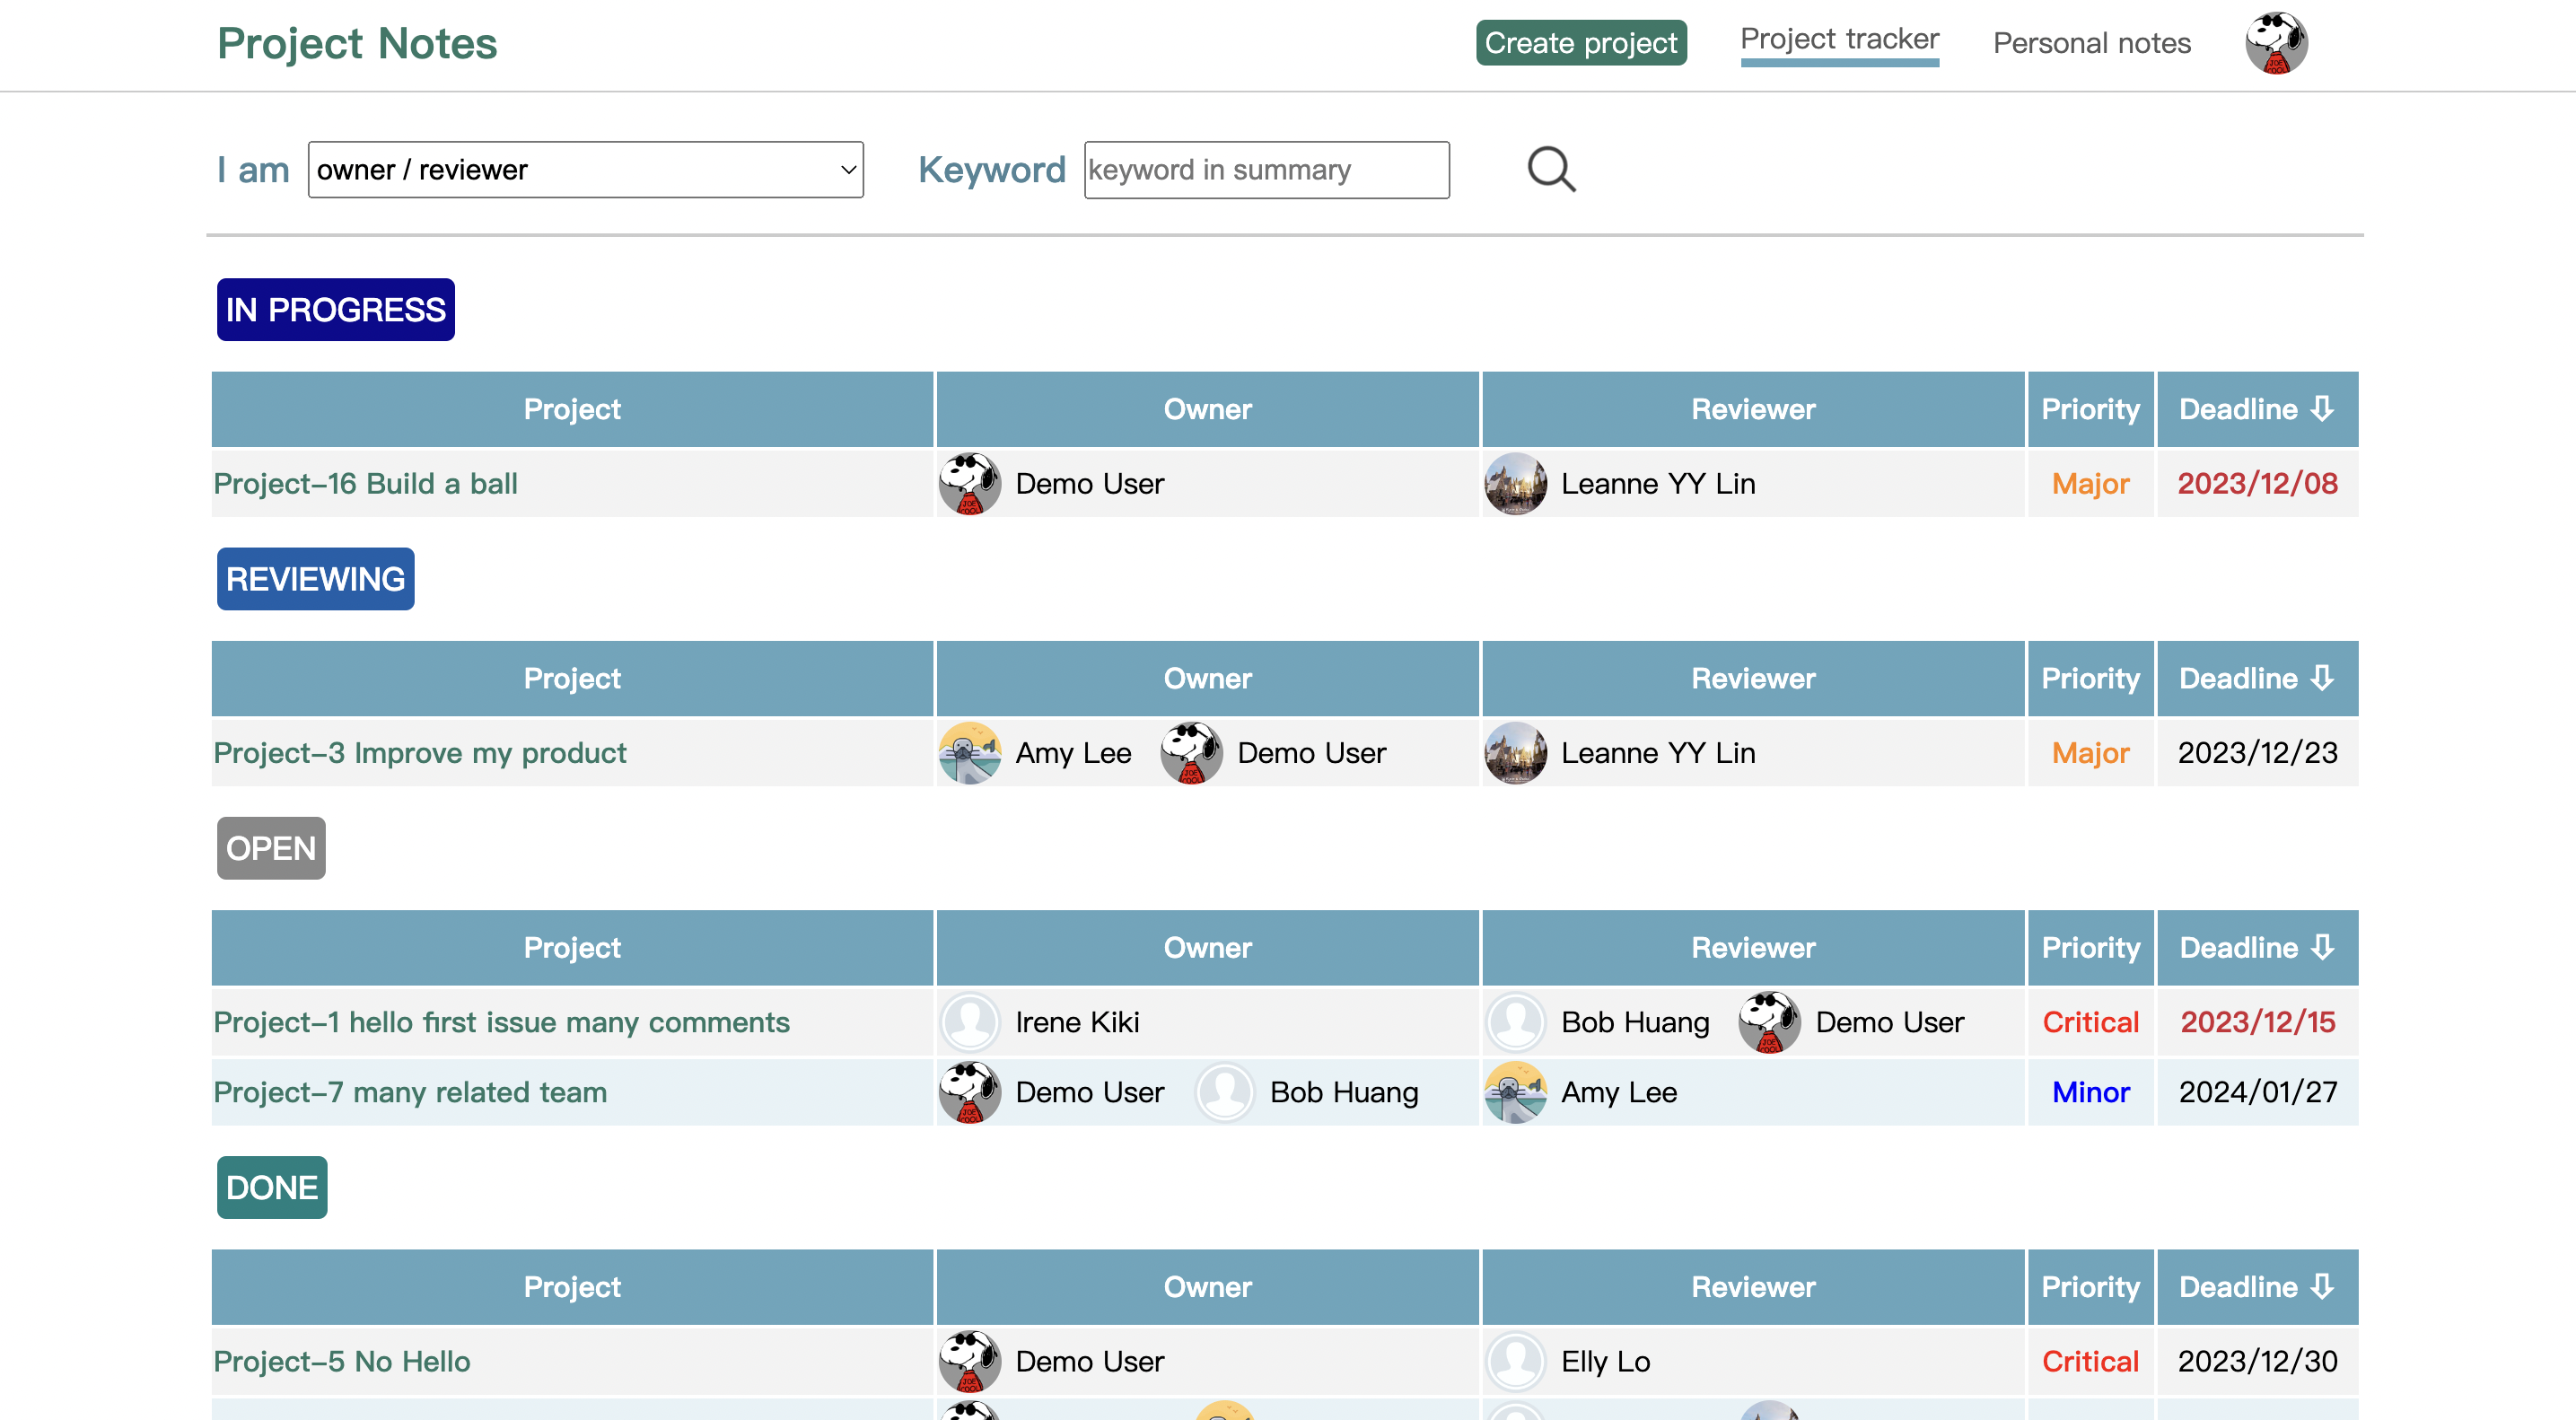 Project Notes
Create project
Project tracker
Personal notes
I am
owner / reviewer
Keyword
keyword in summary
IN PROGRESS
Project Owner Reviewer Priority Deadline
Project-16 Build a ball Demo User Leanne YY Lin Major 2023/12/08
REVIEWING
Project Owner Reviewer Priority Deadline
Project-3 Improve my product Amy Lee Demo User Leanne YY Lin Major 2023/12/23
OPEN
Project Owner Reviewer Priority Deadline
Project-1 hello first issue many comments Irene Kiki Bob Huang Demo User Critical 2023/12/15
Project-7 many related team Demo User Bob Huang Amy Lee Minor 2024/01/27
DONE
Project Owner Reviewer Priority Deadline
Project-5 No Hello Demo User Elly Lo Critical 2023/12/30